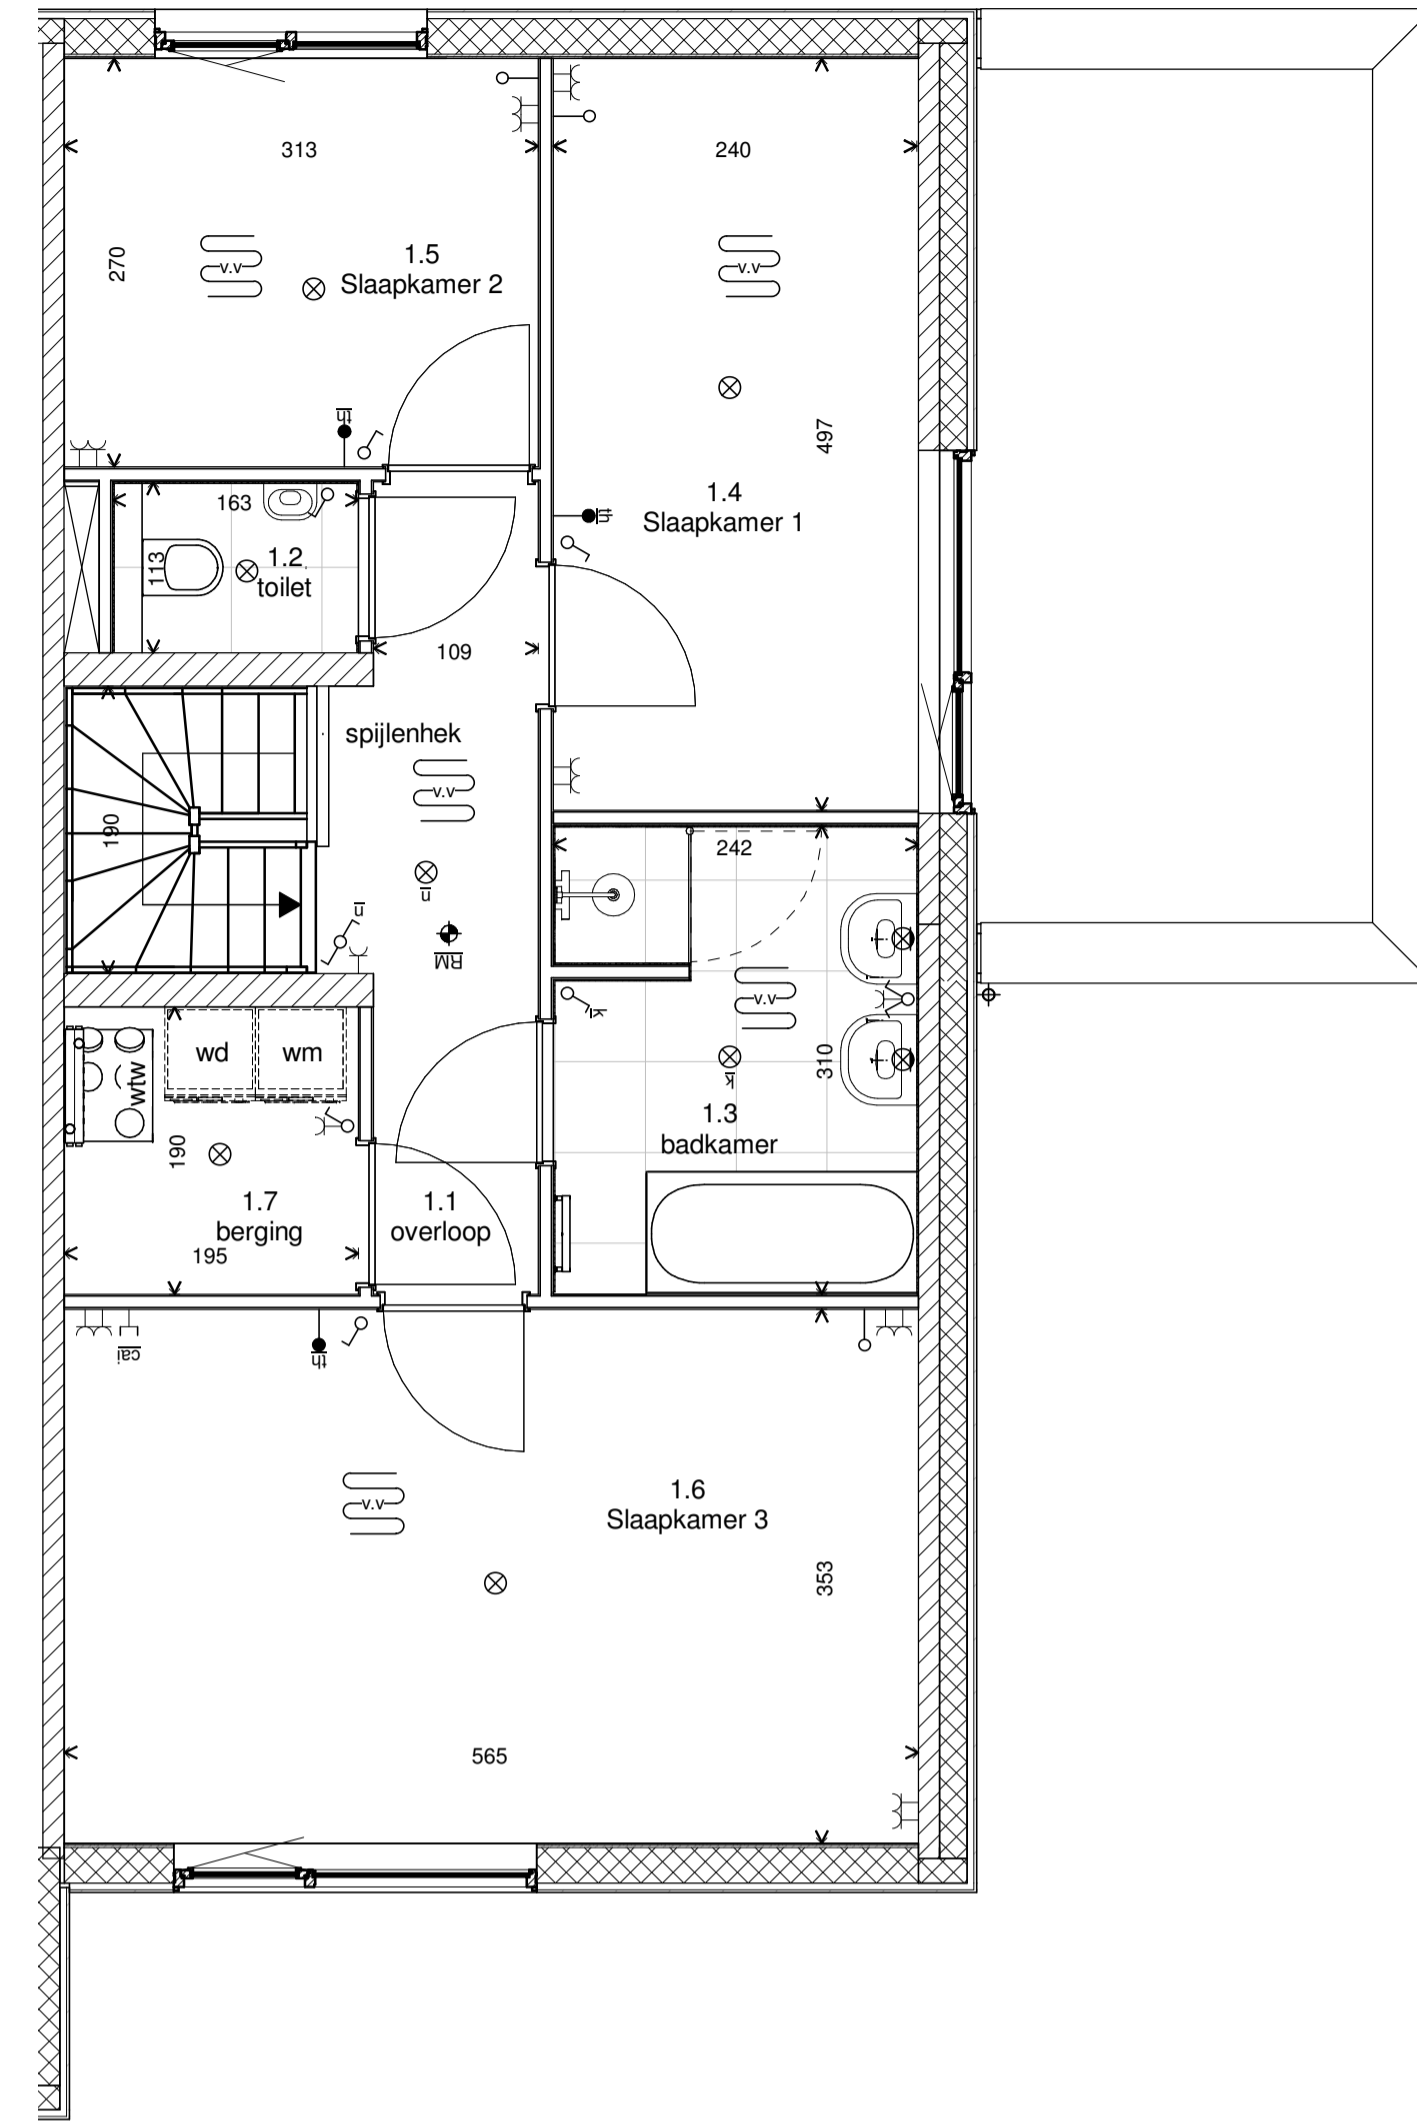 313
240
270
v.v
1.5
Slaapkamer 2
v.v
497
th
1.4
Slaapkamer 1
th
163
113
1.2
toilet
109
spijlenhek
v.v
190
n
n
RM
242
v.v
k
k
310
1.3
badkamer
wd
wm
wtw
190
1.7
berging
195
1.1
overloop
cai
th
v.v
1.6
Slaapkamer 3
353
565